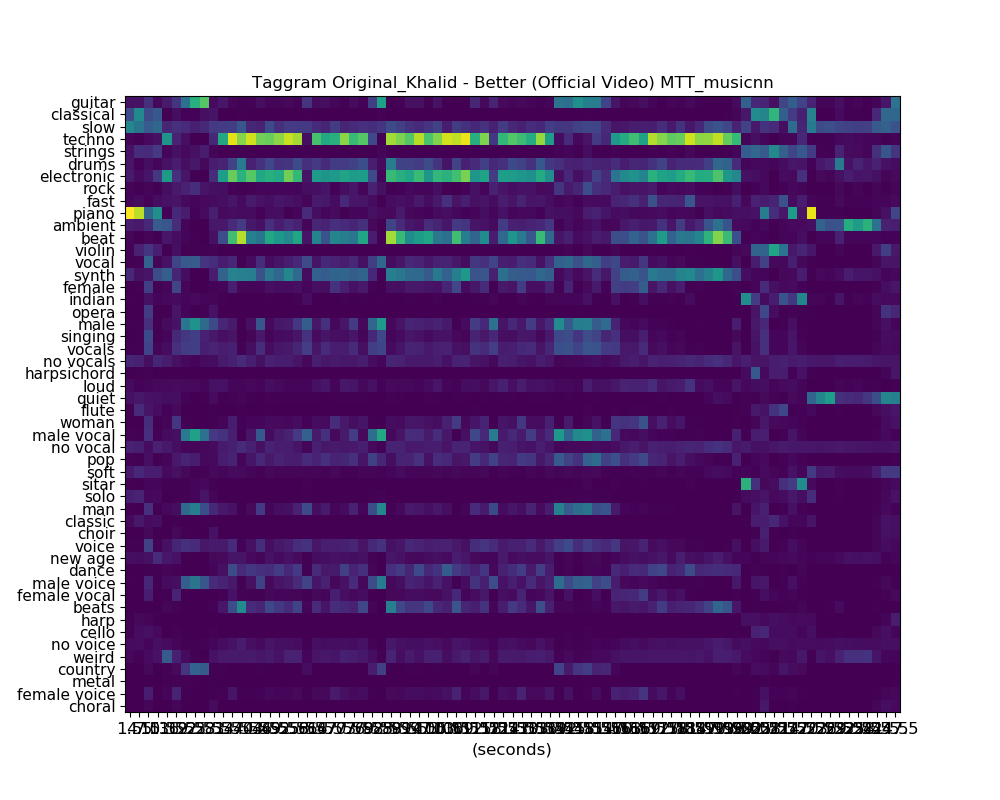 Taggram Original_Khalid - Better (Official Video) MTT_musicnn
guitar
classical
slow
techno
strings
drums
electronic
rock
fast
piano
ambient
beat
violin
vocal
synth
female
indian
opera
male
singing
vocals
no vocals
harpsichord
loud
quiet
flute
woman
male vocal
no vocal
pop
soft
sitar
solo
man
classic
choir
voice
new age
dance
male voice
female vocal
beats
harp
cello
no voice
weird
country
metal
female voice
choral
(seconds)